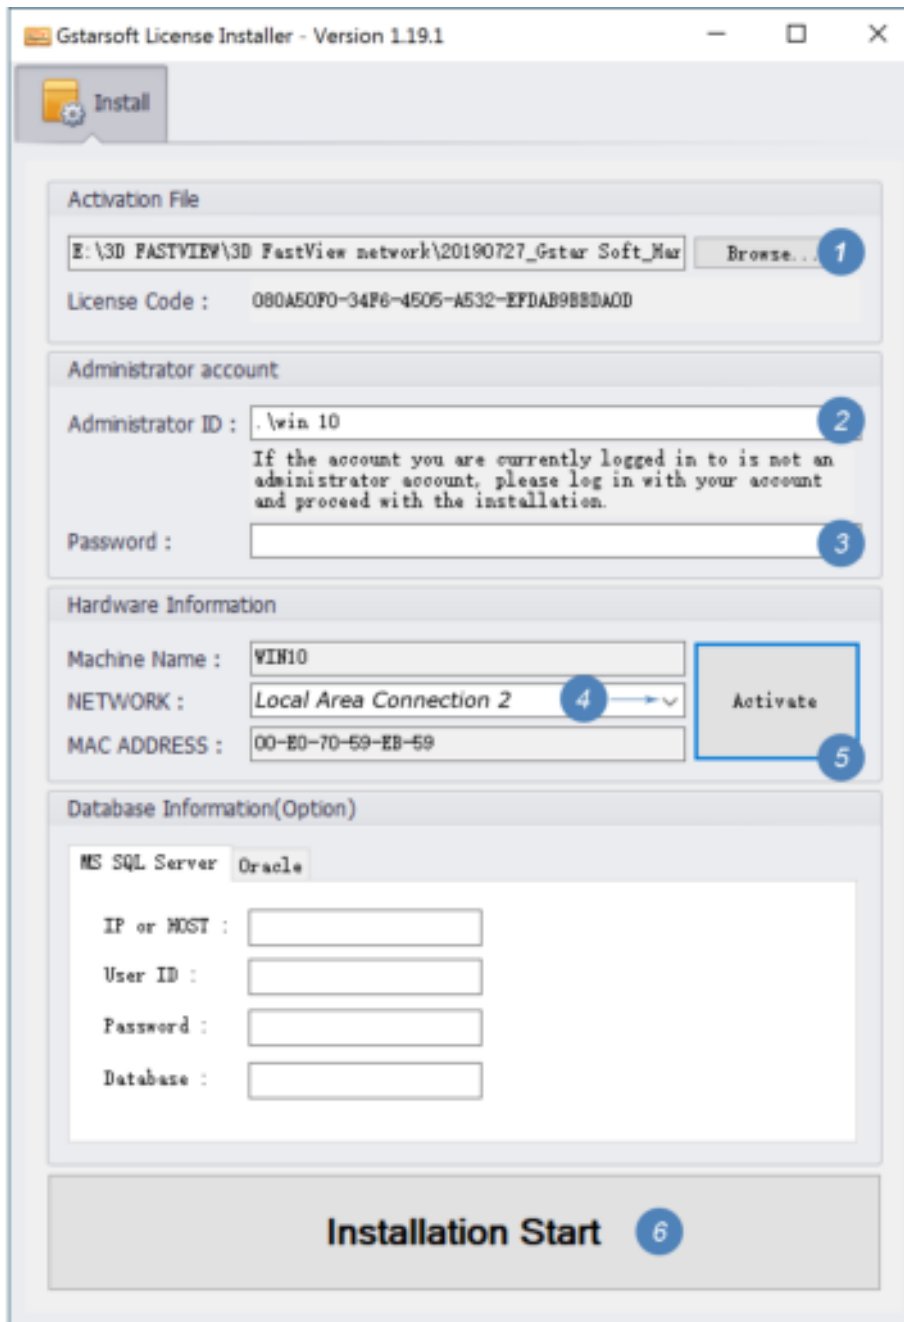 Gstarsoft License Installer - Version 1.19.1
Install
Activation File
E:\3D FASTVIEW\3D FastView network\20190727_Gstar Soft_Mar
Browse...
1
License Code : 080A50F0-34F6-4505-A532-EFDAB9BBDA0D
Administrator account
Administrator ID : .\win 10
2
If the account you are currently logged in to is not an
administrator account, please log in with your account
and proceed with the installation.
Password :
3
Hardware Information
Machine Name : WIN10
NETWORK : Local Area Connection 2
4
MAC ADDRESS : 00-E0-70-59-EB-59
Activate
5
Database Information(Option)
MS SQL Server
Oracle
IP or HOST :
User ID :
Password :
Database :
Installation Start
6